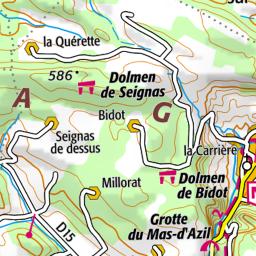 la Quérette
586
Dolmen
de Seignas
A
G
Bidot
Seignas
de dessus
la Carrière
Dolmen
de Bidot
Millorat
Grotte
du Mas-d'Azil
D15